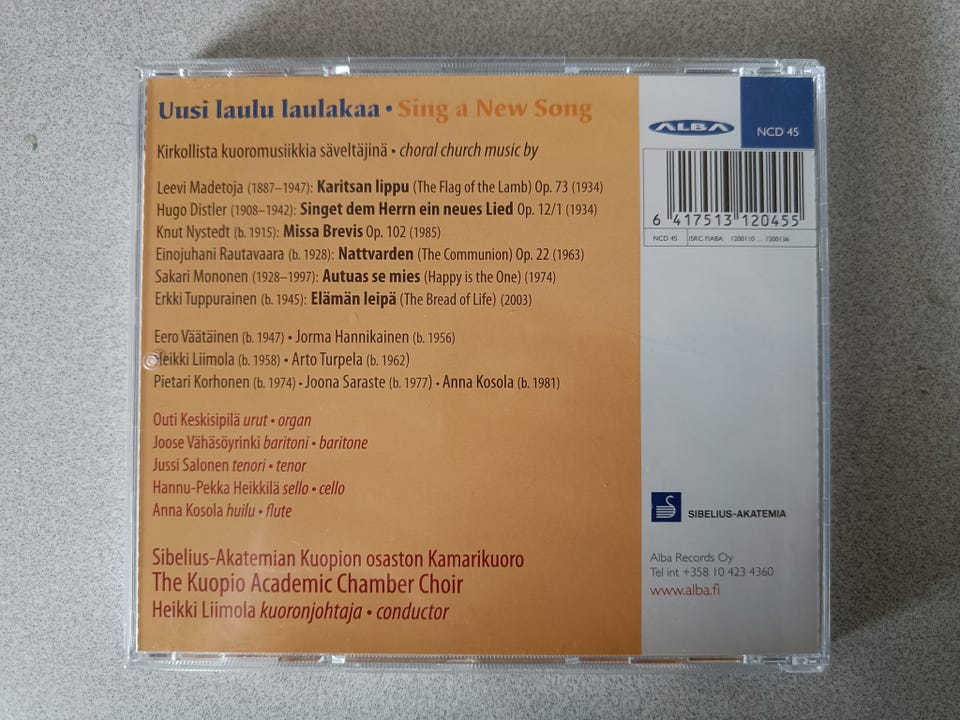 Uusi laulu laulakaa • Sing a New Song
Kirkollista kuoromusiikkia säveltäjinä • choral church music by
Leevi Madetoja (1887–1947): Karitsan lippu (The Flag of the Lamb) Op. 73 (1934)
Hugo Distler (1908–1942): Singet dem Herrn ein neues Lied Op. 12/1 (1934)
Knut Nystedt (b. 1915): Missa Brevis Op. 102 (1985)
Einojuhani Rautavaara (b. 1928): Nattvarden (The Communion) Op. 22 (1963)
Sakari Mononen (1928–1997): Autuas se mies (Happy is the One) (1974)
Erkki Tuppurainen (b. 1945): Elämän leipä (The Bread of Life) (2003)
Eero Väätäinen (b. 1947) • Jorma Hannikainen (b. 1956)
Heikki Liimola (b. 1958) • Arto Turpela (b. 1962)
Pietari Korhonen (b. 1974) • Joona Saraste (b. 1977) • Anna Kosola (b. 1981)
Outi Keskisipilä urut • organ
Joose Vähäsöyrinki baritoni • baritone
Jussi Salonen tenori • tenor
Hannu-Pekka Heikkilä sello • cello
Anna Kosola huilu • flute
Sibelius-Akatemian Kuopion osaston Kamarikuoro
The Kuopio Academic Chamber Choir
Heikki Liimola kuoronjohtaja • conductor
ALBA
NCD 45
6 417513 120455
NCD 45 ISRC FIABA 1200110 ... 1200136
SIBELIUS-AKATEMIA
Alba Records Oy
Tel int +358 10 423 4360
www.alba.fi